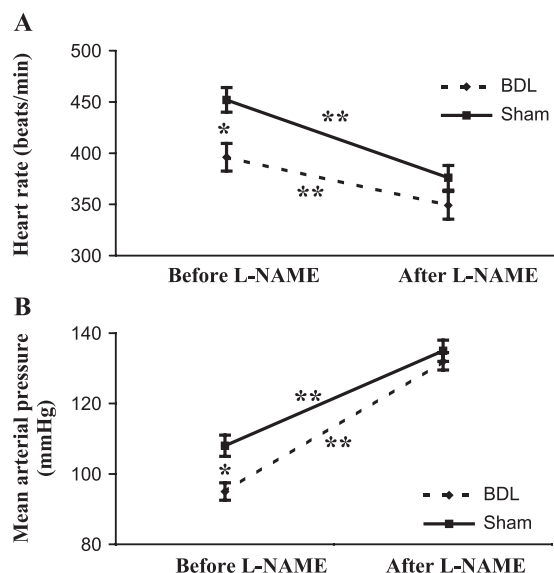 A
Heart rate (beats/min)
500
450
400
350
300
BDL
Sham
**
*
**
Before L-NAME After L-NAME
B
Mean arterial pressure
(mmHg)
140
120
100
80
**
**
*
BDL
Sham
Before L-NAME After L-NAME